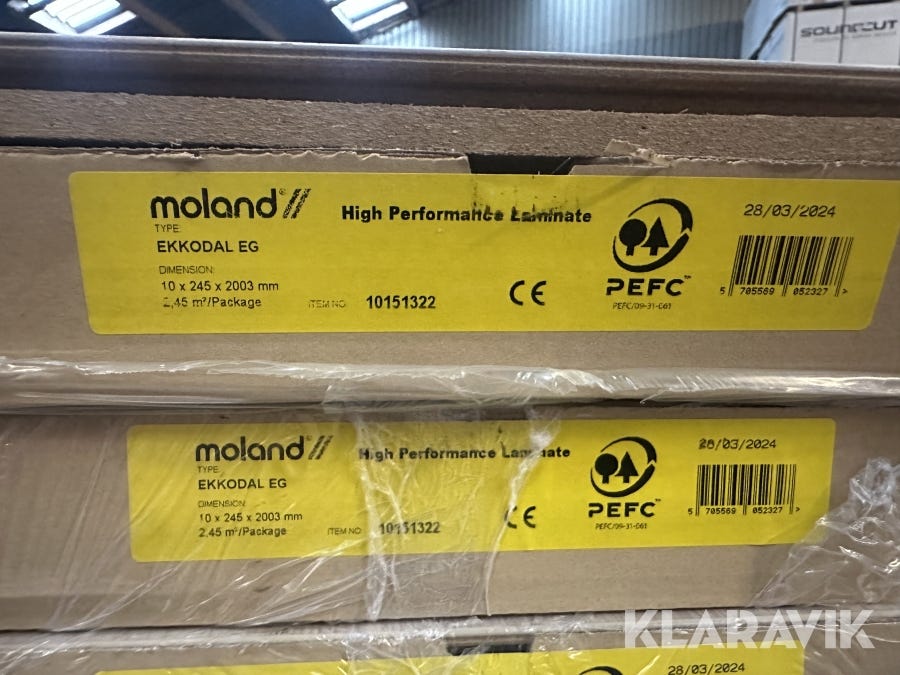 SOUNDCUT
moland
TYPE:
EKKODAL EG
DIMENSION:
10 x 245 x 2003 mm
2,45 m²/Package
High Performance Laminate
ITEM NO
10151322
CE
PEFC™
PEFC/09-31-061
28/03/2024
5 705569 052327 >
moland
TYPE:
EKKODAL EG
DIMENSION:
10 x 245 x 2003 mm
2,45 m²/Package
High Performance Laminate
ITEM NO
10151322
CE
PEFC™
PEFC/09-31-061
28/03/2024
5 705569 052327 >
28/03/2024
KLARAVIK